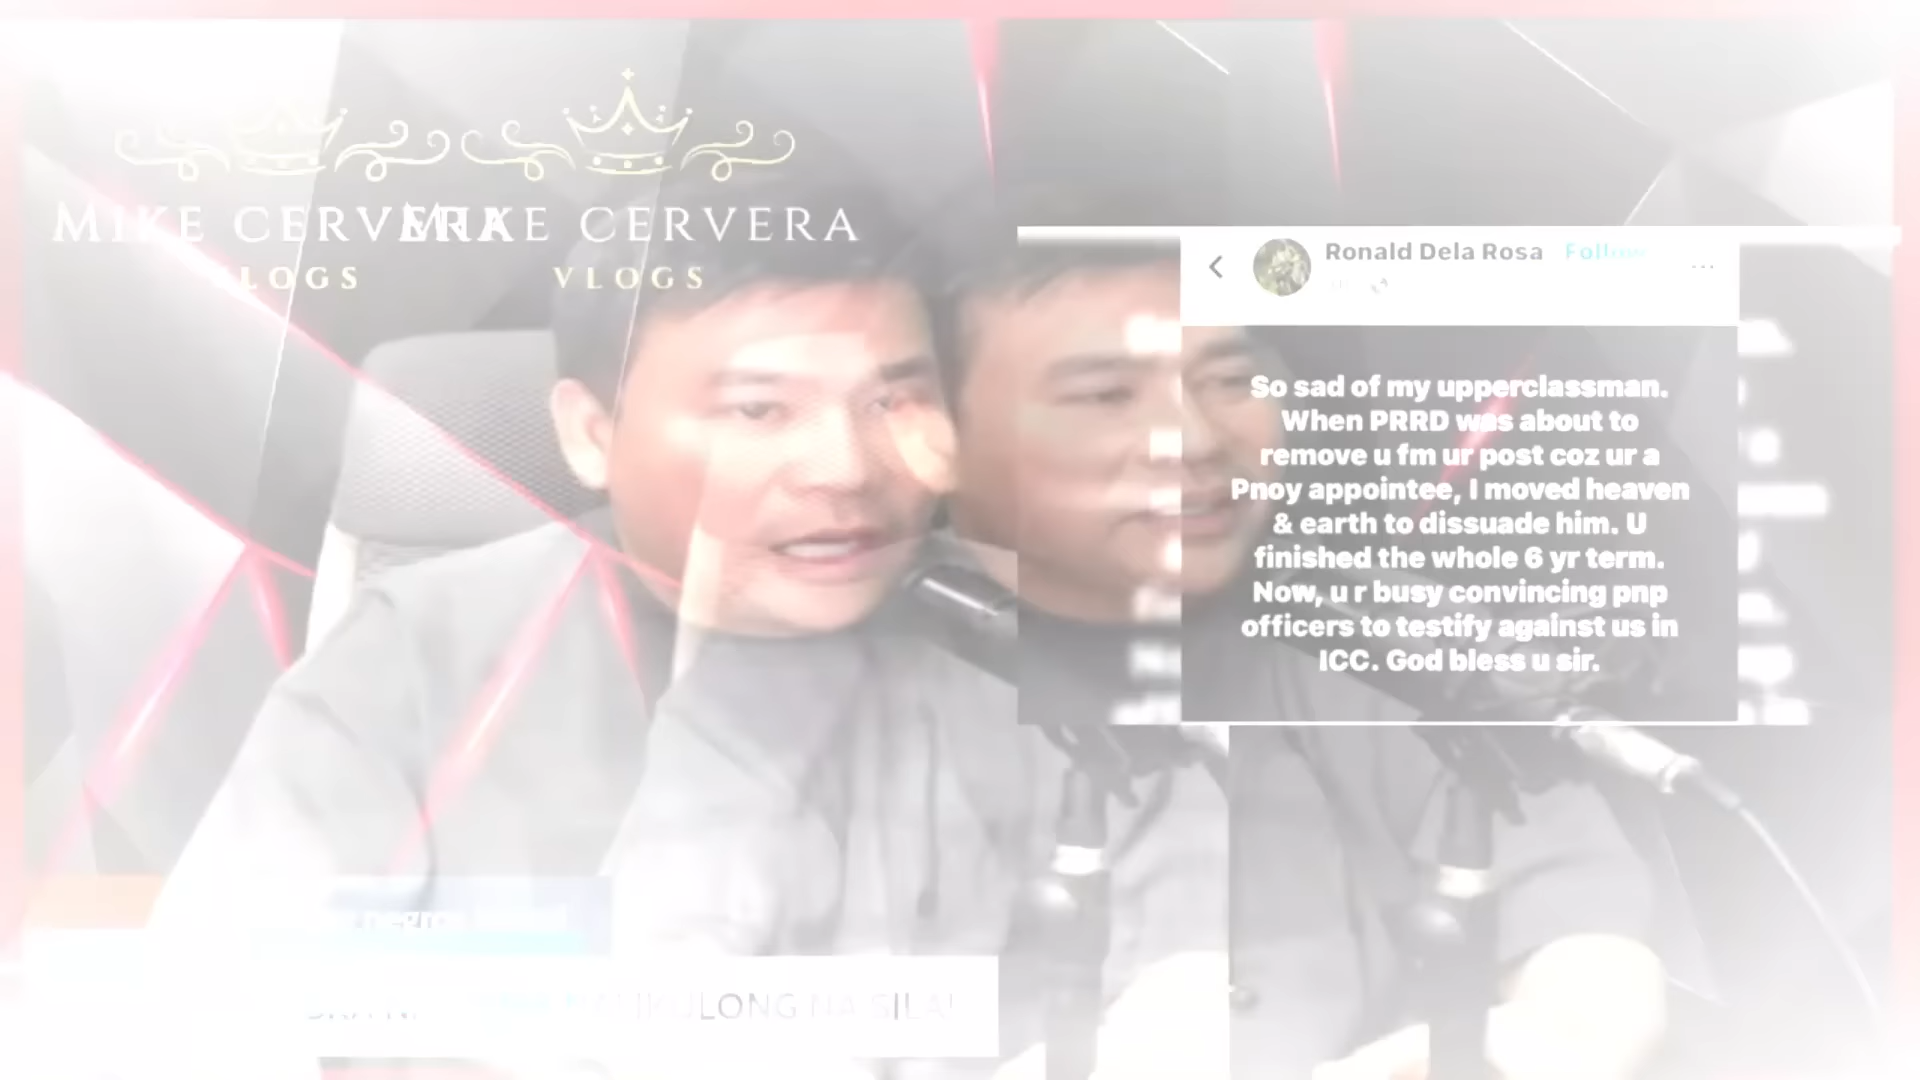 MIKE CERVERA
MIKE CERVERA
VLOGS
VLOGS
Ronald Dela Rosa Follow
So sad of my upperclassman.
When PRRD was about to
remove u fm ur post coz ur a
Pnoy appointee, I moved heaven
& earth to dissuade him. U
finished the whole 6 yr term.
Now, u r busy convincing pnp
officers to testify against us in
ICC. God bless u sir.
NA SILA!